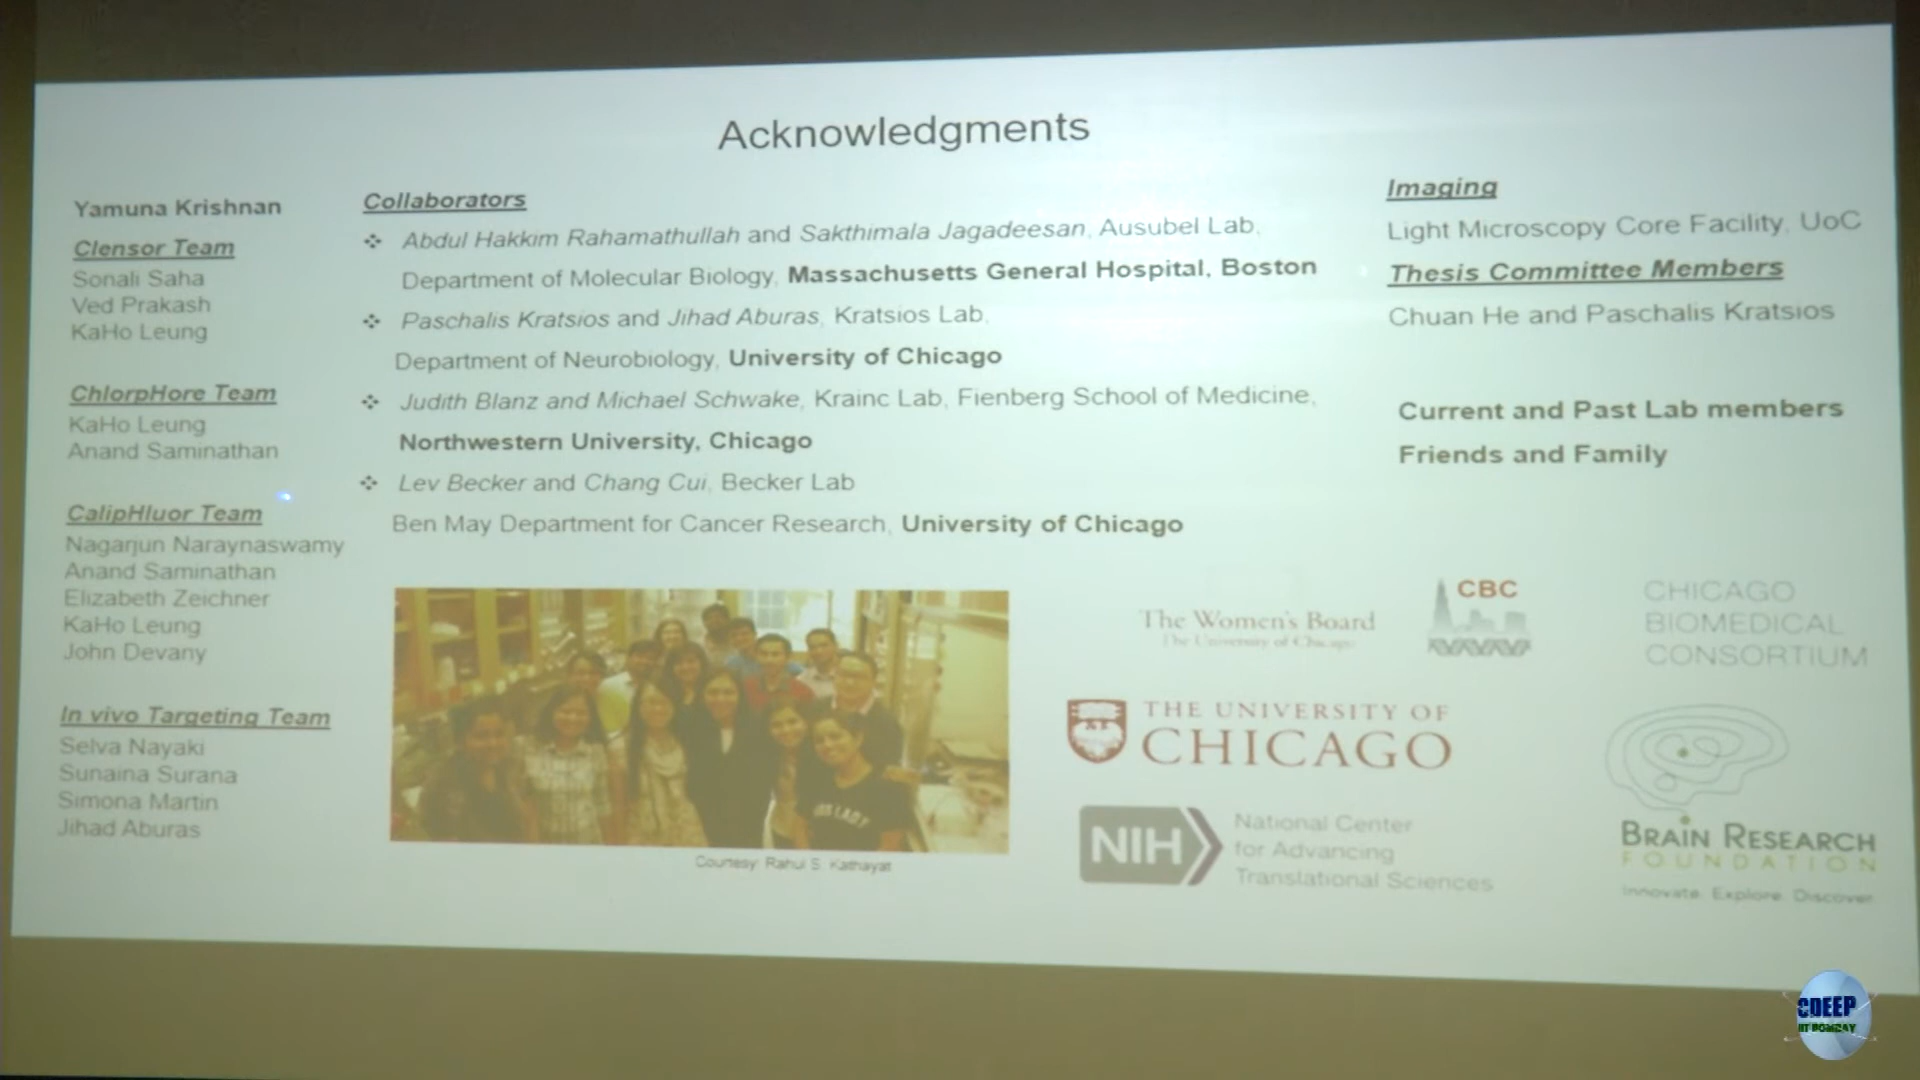 Acknowledgments
Yamuna Krishnan
Clensor Team
Sonali Saha
Ved Prakash
KaHo Leung
ChlorpHore Team
KaHo Leung
Anand Saminathan
CalipHluor Team
Nagarjun Naraynaswamy
Anand Saminathan
Elizabeth Zeichner
KaHo Leung
John Devany
In vivo Targeting Team
Selva Nayaki
Sunaina Surana
Simona Martin
Jihad Aburas
Collaborators
❖ Abdul Hakkim Rahamathullah and Sakthimala Jagadeesan, Ausubel Lab,
Department of Molecular Biology, Massachusetts General Hospital, Boston
❖ Paschalis Kratsios and Jihad Aburas, Kratsios Lab,
Department of Neurobiology, University of Chicago
❖ Judith Blanz and Michael Schwake, Krainc Lab, Fienberg School of Medicine,
Northwestern University, Chicago
❖ Lev Becker and Chang Cui, Becker Lab
Ben May Department for Cancer Research, University of Chicago
Courtesy: Rahul S. Kathayat
Imaging
Light Microscopy Core Facility, UoC
Thesis Committee Members
Chuan He and Paschalis Kratsios
Current and Past Lab members
Friends and Family
The Women's Board
The University of Chicago
CBC
CHICAGO
BIOMEDICAL
CONSORTIUM
THE UNIVERSITY OF
CHICAGO
NIH
National Center
for Advancing
Translational Sciences
BRAIN RESEARCH
FOUNDATION
Innovate. Explore. Discover.
CDEEP
IIT BOMBAY